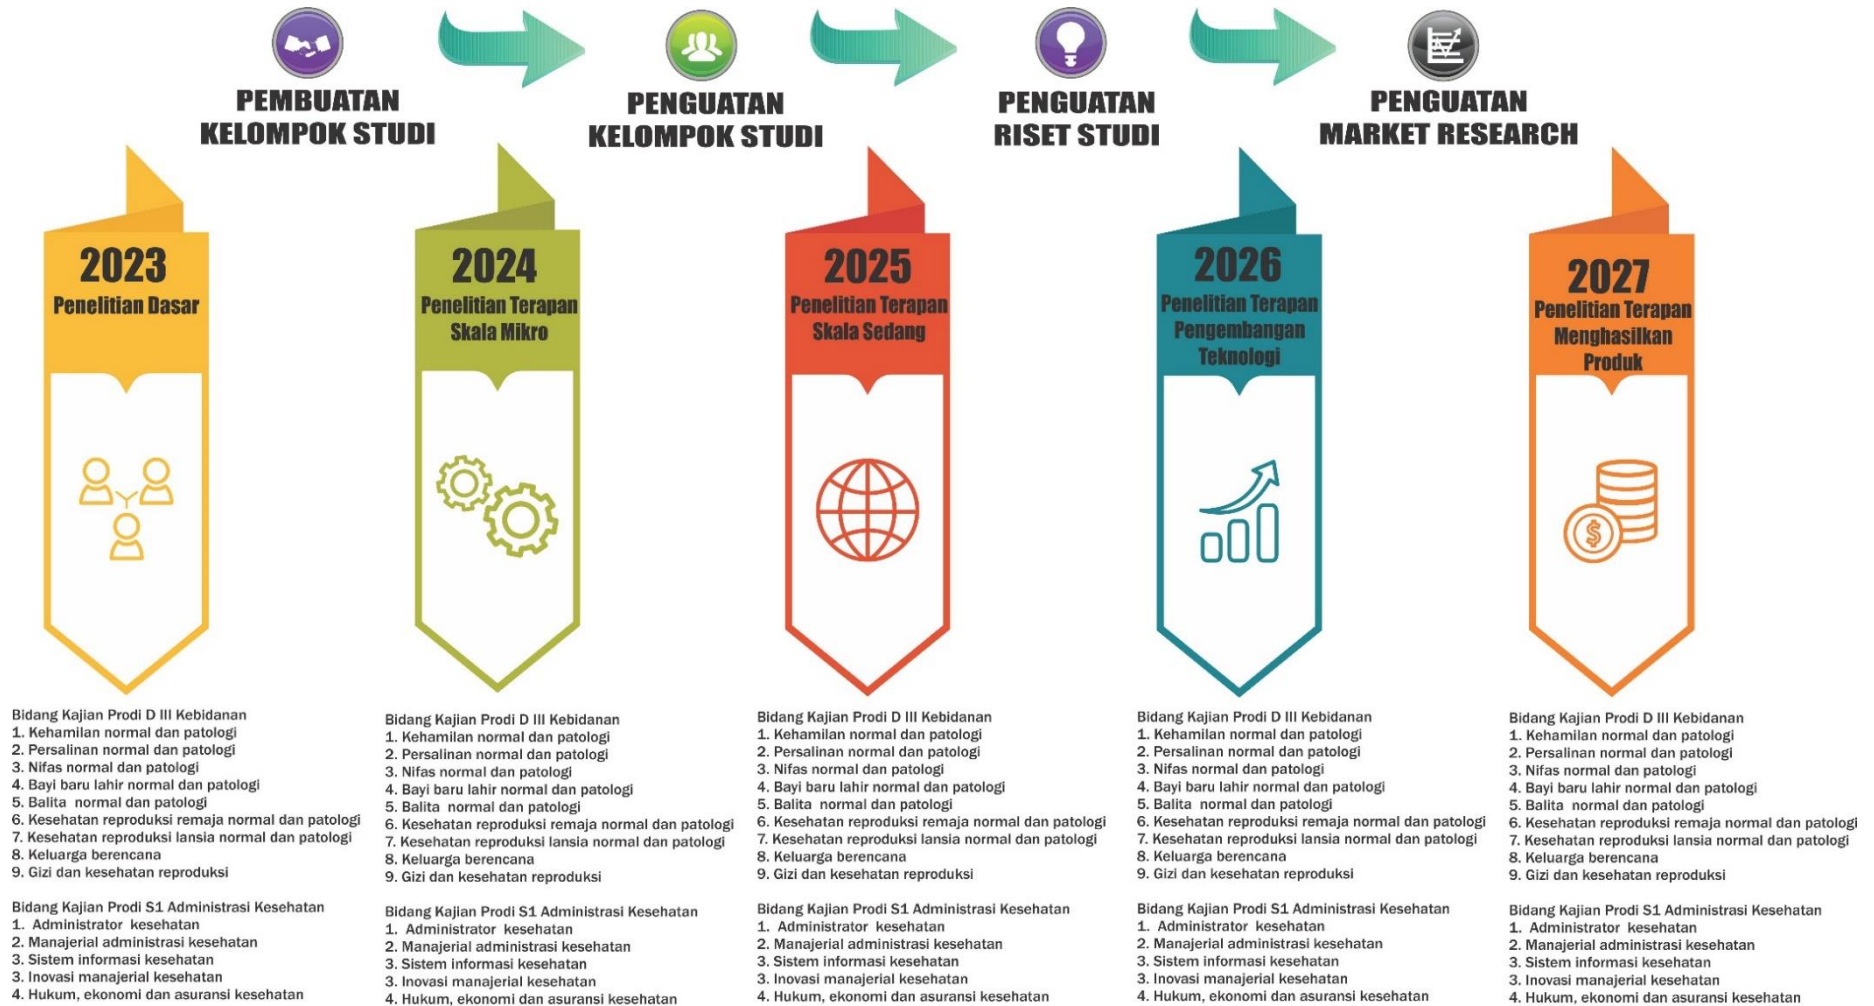 PEMBUATAN
KELOMPOK STUDI
PENGUATAN
KELOMPOK STUDI
PENGUATAN
RISET STUDI
PENGUATAN
MARKET RESEARCH
2023
Penelitian Dasar
2024
Penelitian Terapan
Skala Mikro
2025
Penelitian Terapan
Skala Sedang
2026
Penelitian Terapan
Pengembangan
Teknologi
2027
Penelitian Terapan
Menghasilkan
Produk
$
Bidang Kajian Prodi D III Kebidanan
1. Kehamilan normal dan patologi
2. Persalinan normal dan patologi
3. Nifas normal dan patologi
4. Bayi baru lahir normal dan patologi
5. Balita  normal dan patologi
6. Kesehatan reproduksi remaja normal dan patologi
7. Kesehatan reproduksi lansia normal dan patologi
8. Keluarga berencana
9. Gizi dan kesehatan reproduksi
Bidang Kajian Prodi S1 Administrasi Kesehatan
1.  Administrator  kesehatan
2. Manajerial administrasi kesehatan
3. Sistem informasi kesehatan
3. Inovasi manajerial kesehatan
4. Hukum, ekonomi dan asuransi kesehatan
Bidang Kajian Prodi D III Kebidanan
1. Kehamilan normal dan patologi
2. Persalinan normal dan patologi
3. Nifas normal dan patologi
4. Bayi baru lahir normal dan patologi
5. Balita  normal dan patologi
6. Kesehatan reproduksi remaja normal dan patologi
7. Kesehatan reproduksi lansia normal dan patologi
8. Keluarga berencana
9. Gizi dan kesehatan reproduksi
Bidang Kajian Prodi S1 Administrasi Kesehatan
1.  Administrator  kesehatan
2. Manajerial administrasi kesehatan
3. Sistem informasi kesehatan
3. Inovasi manajerial kesehatan
4. Hukum, ekonomi dan asuransi kesehatan
Bidang Kajian Prodi D III Kebidanan
1. Kehamilan normal dan patologi
2. Persalinan normal dan patologi
3. Nifas normal dan patologi
4. Bayi baru lahir normal dan patologi
5. Balita  normal dan patologi
6. Kesehatan reproduksi remaja normal dan patologi
7. Kesehatan reproduksi lansia normal dan patologi
8. Keluarga berencana
9. Gizi dan kesehatan reproduksi
Bidang Kajian Prodi S1 Administrasi Kesehatan
1.  Administrator  kesehatan
2. Manajerial administrasi kesehatan
3. Sistem informasi kesehatan
3. Inovasi manajerial kesehatan
4. Hukum, ekonomi dan asuransi kesehatan
Bidang Kajian Prodi D III Kebidanan
1. Kehamilan normal dan patologi
2. Persalinan normal dan patologi
3. Nifas normal dan patologi
4. Bayi baru lahir normal dan patologi
5. Balita  normal dan patologi
6. Kesehatan reproduksi remaja normal dan patologi
7. Kesehatan reproduksi lansia normal dan patologi
8. Keluarga berencana
9. Gizi dan kesehatan reproduksi
Bidang Kajian Prodi S1 Administrasi Kesehatan
1.  Administrator  kesehatan
2. Manajerial administrasi kesehatan
3. Sistem informasi kesehatan
3. Inovasi manajerial kesehatan
4. Hukum, ekonomi dan asuransi kesehatan
Bidang Kajian Prodi D III Kebidanan
1. Kehamilan normal dan patologi
2. Persalinan normal dan patologi
3. Nifas normal dan patologi
4. Bayi baru lahir normal dan patologi
5. Balita  normal dan patologi
6. Kesehatan reproduksi remaja normal dan patologi
7. Kesehatan reproduksi lansia normal dan patologi
8. Keluarga berencana
9. Gizi dan kesehatan reproduksi
Bidang Kajian Prodi S1 Administrasi Kesehatan
1.  Administrator  kesehatan
2. Manajerial administrasi kesehatan
3. Sistem informasi kesehatan
3. Inovasi manajerial kesehatan
4. Hukum, ekonomi dan asuransi kesehatan